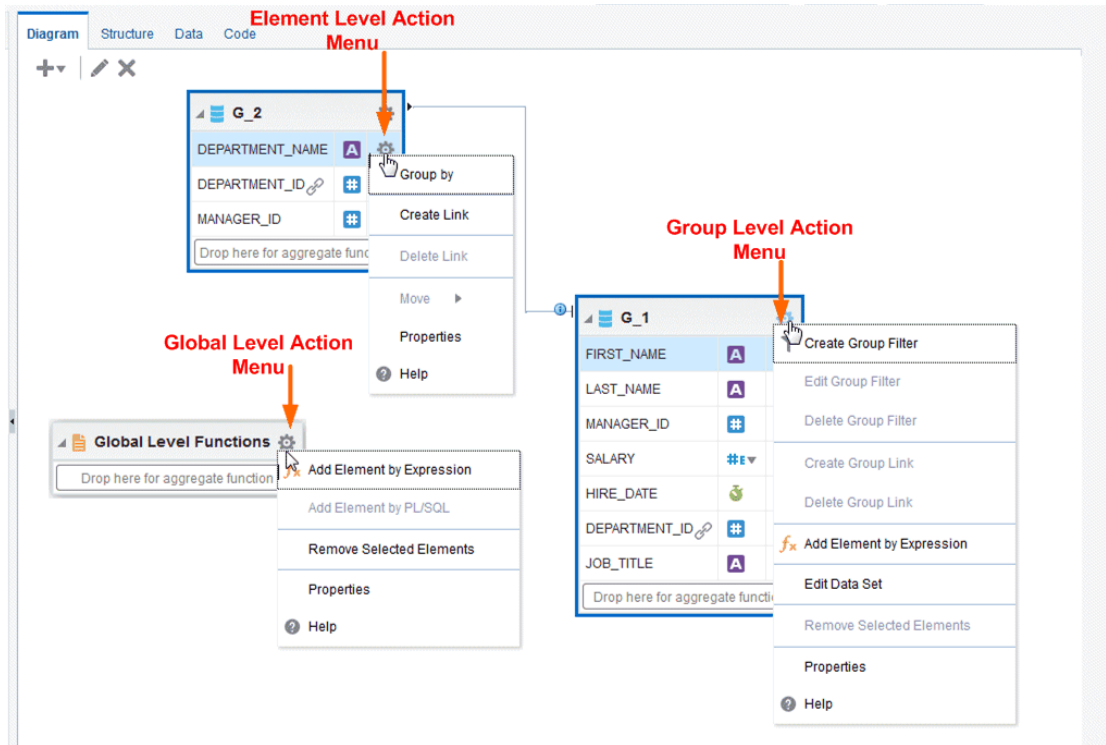 Element Level Action
Menu
Diagram
Structure
Data
Code
G_2
DEPARTMENT_NAME
A
DEPARTMENT_ID
#
MANAGER_ID
#
Drop here for aggregate func
Group by
Create Link
Delete Link
Move
Properties
? Help
Group Level Action
Menu
G_1
FIRST_NAME
A
LAST_NAME
A
MANAGER_ID
#
SALARY
#E
HIRE_DATE
DEPARTMENT_ID
#
JOB_TITLE
A
Drop here for aggregate functi
Create Group Filter
Edit Group Filter
Delete Group Filter
Create Group Link
Delete Group Link
fx Add Element by Expression
Edit Data Set
Remove Selected Elements
Properties
? Help
Global Level Action
Menu
Global Level Functions
Drop here for aggregate function
fx Add Element by Expression
Add Element by PL/SQL
Remove Selected Elements
Properties
? Help